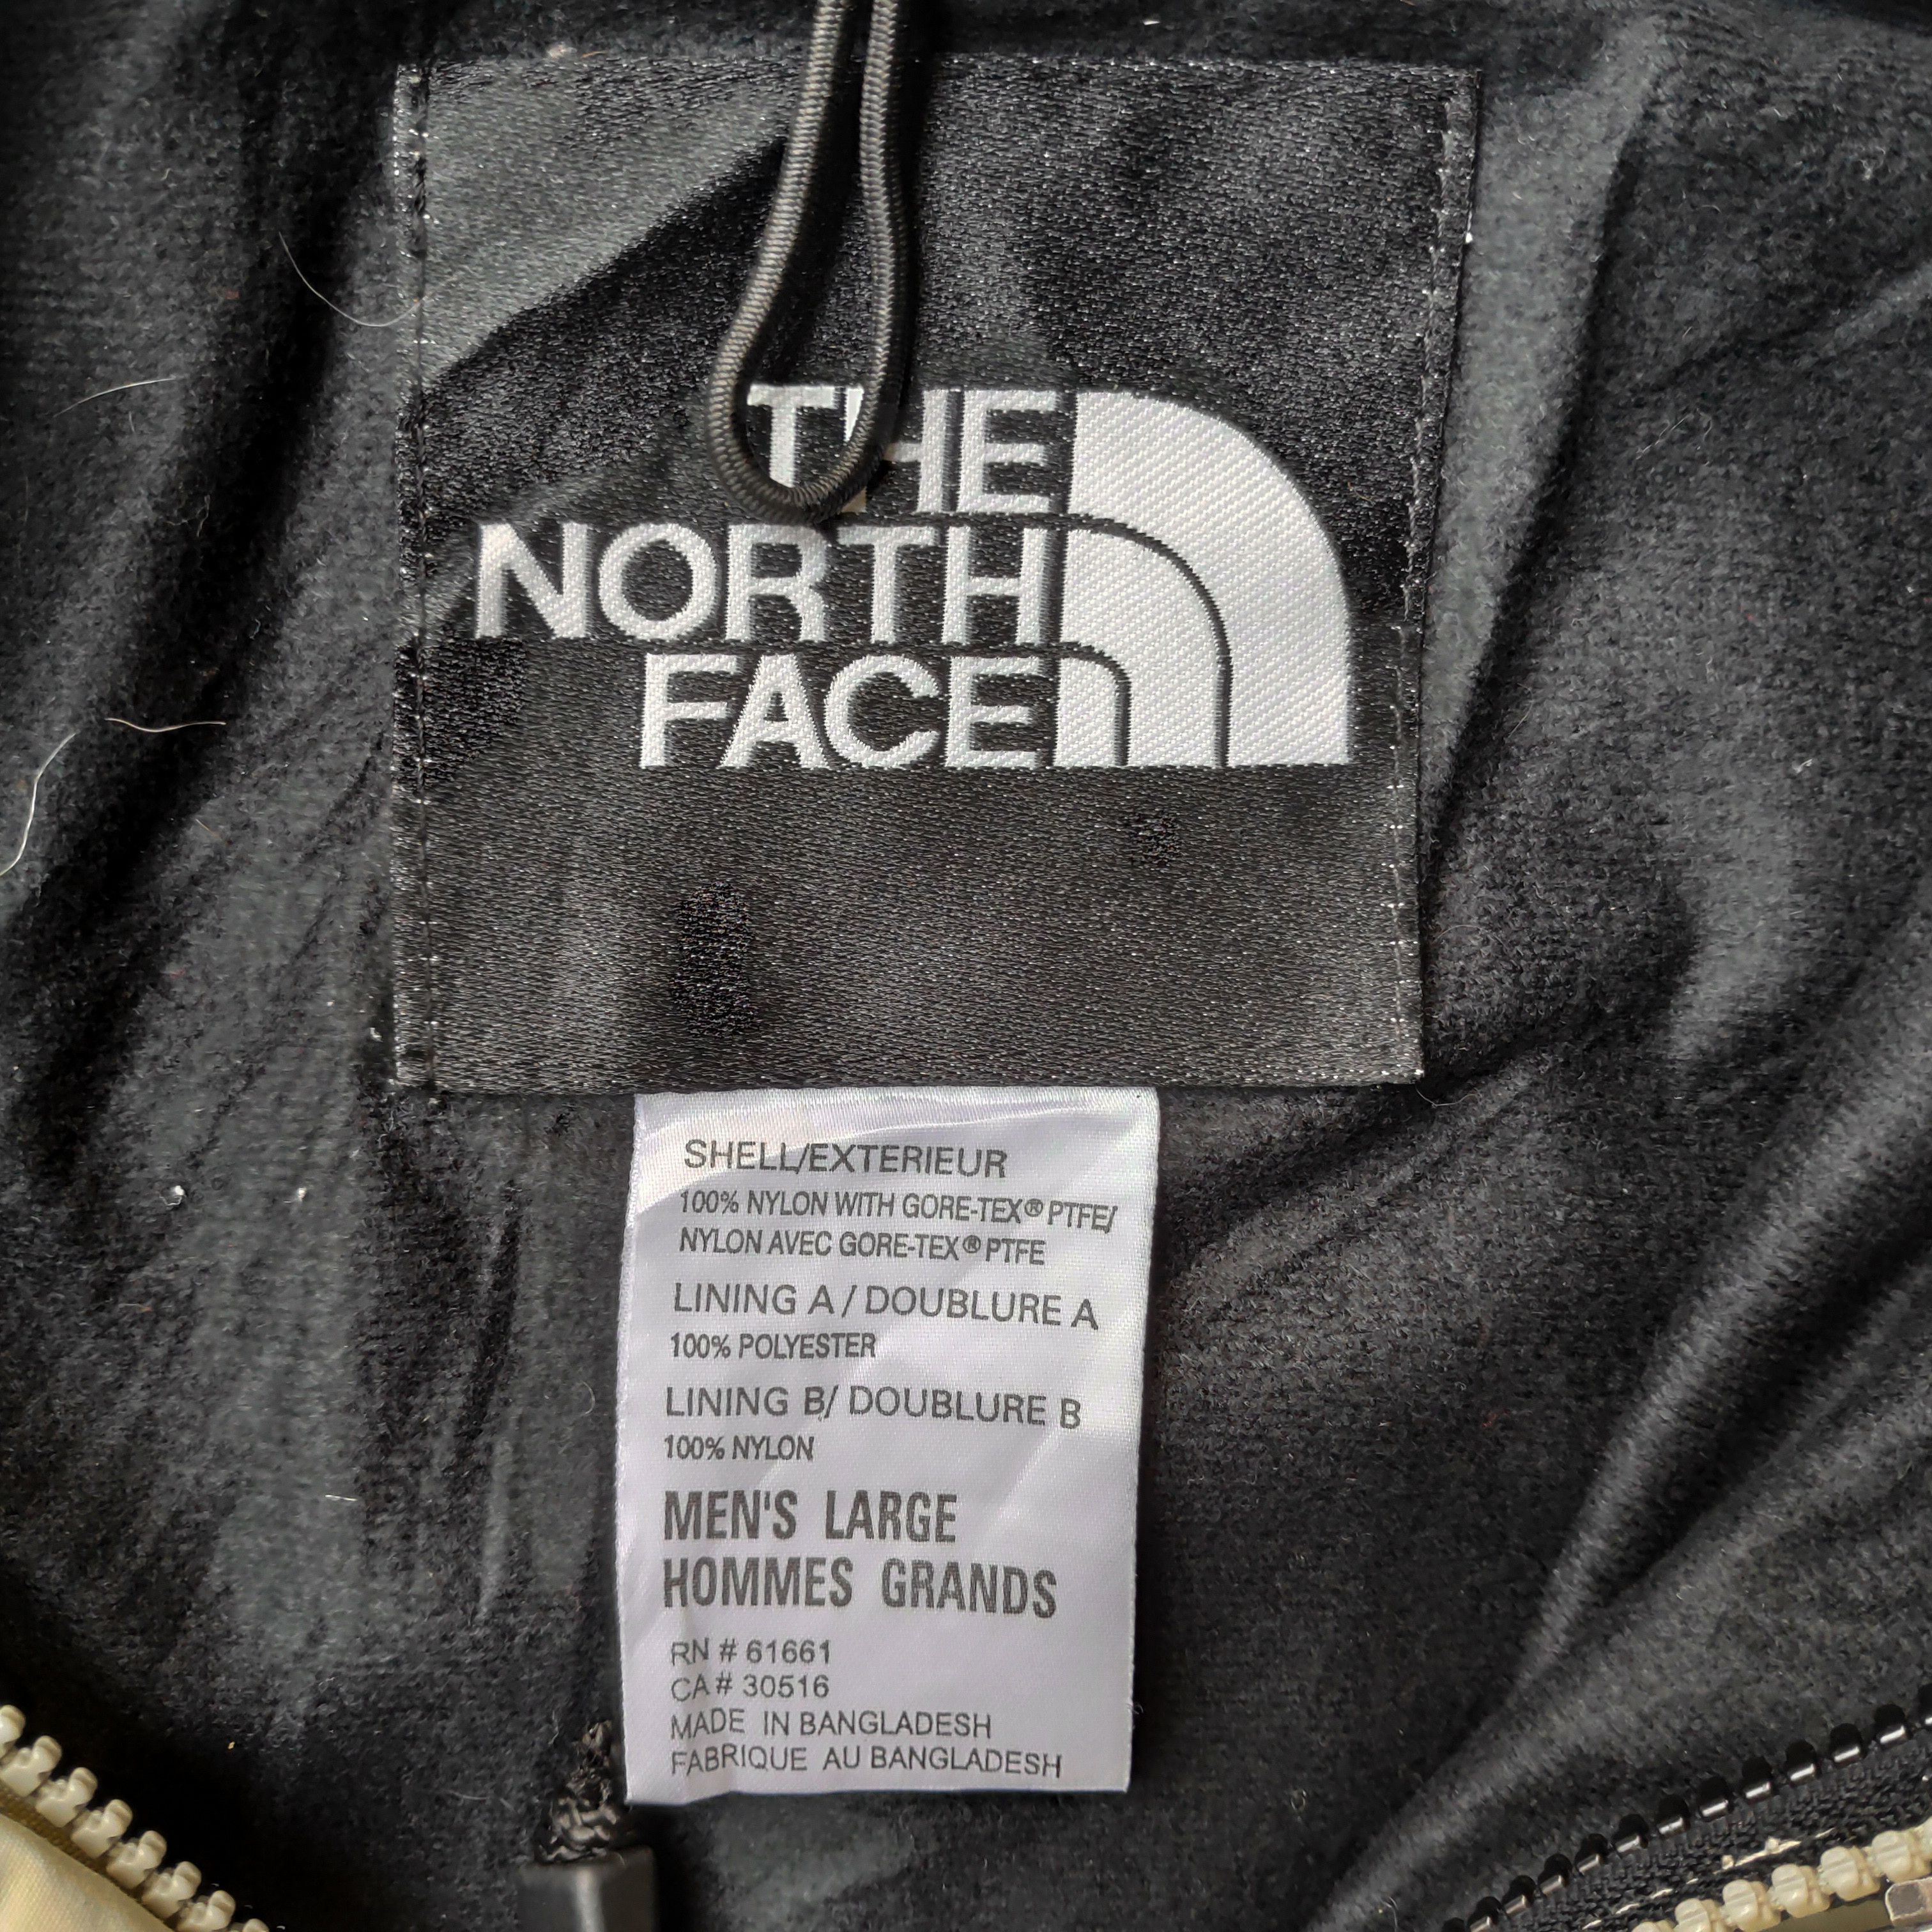 THE
NORTH
FACE
SHELL/EXTERIEUR
100% NYLON WITH GORE-TEX® PTFE/
NYLON AVEC GORE-TEX® PTFE
LINING A / DOUBLURE A
100% POLYESTER
LINING B/ DOUBLURE B
100% NYLON
MEN'S LARGE
HOMMES GRANDS
RN # 61661
CA# 30516
MADE IN BANGLADESH
FABRIQUE AU BANGLADESH